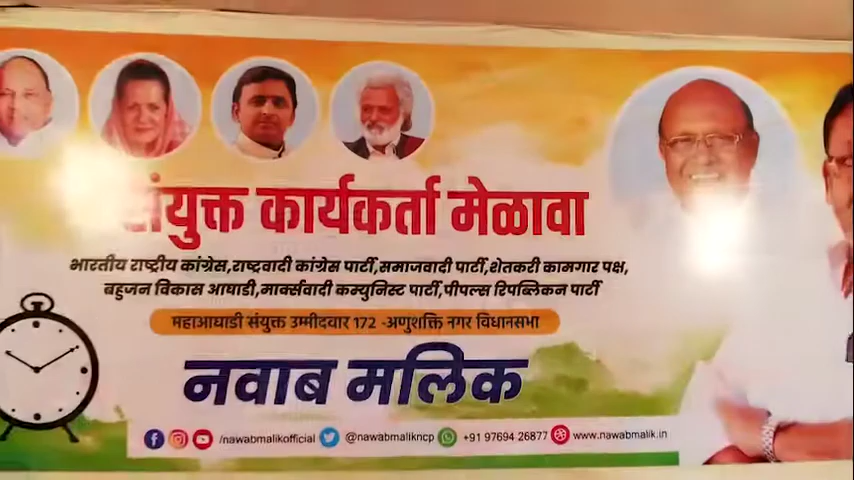 संयुक्त कार्यकर्ता मेळावा
भारतीय राष्ट्रीय कांग्रेस,राष्ट्रवादी कांग्रेस पार्टी,समाजवादी पार्टी,शेतकरी कामगार पक्ष,
बहुजन विकास आघाडी,मार्क्सवादी कम्युनिस्ट पार्टी,पीपल्स रिपब्लिकन पार्टी
महाआघाडी संयुक्त उम्मीदवार 172 -अणुशक्ति नगर विधानसभा
नवाब मलिक
/nawabmalikofficial @nawabmalikncp +91 97694 26877 www.nawabmalik.in